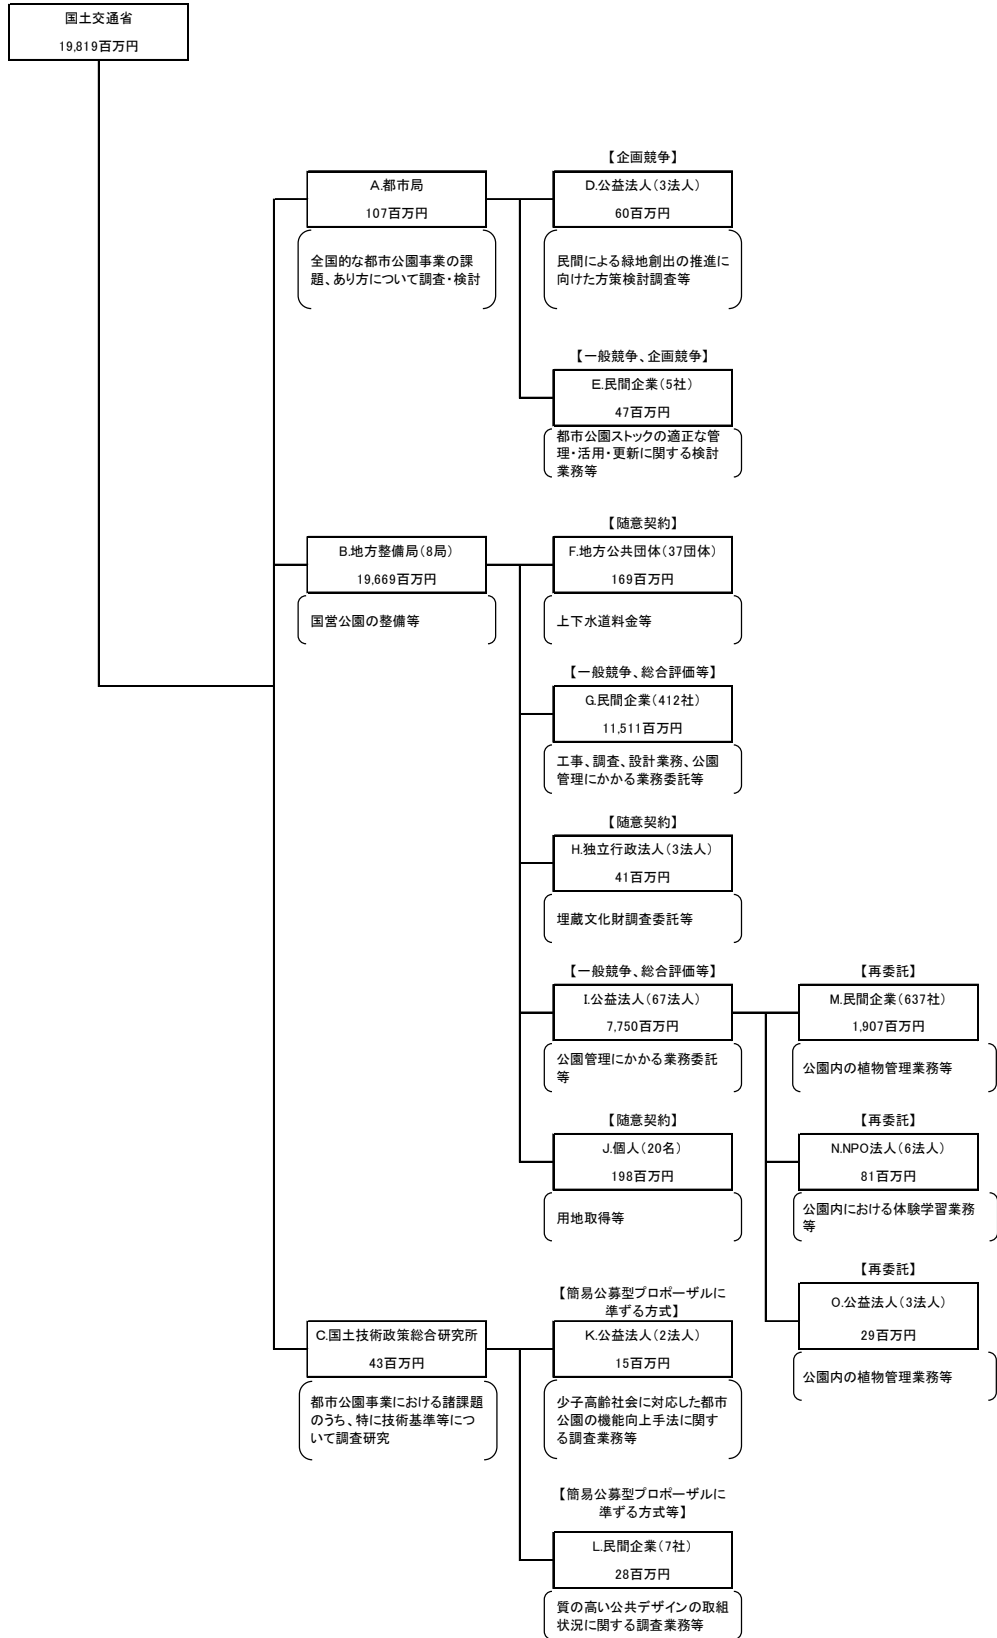 国土交通省
19,819百万円
【企画競争】
A.都市局
107百万円
全国的な都市公園事業の課
題、あり方について調査・検討
D.公益法人(3法人)
60百万円
民間による緑地創出の推進に
向けた方策検討調査等
【一般競争、企画競争】
E.民間企業(5社)
47百万円
都市公園ストックの適正な管
理・活用・更新に関する検討
業務等
【随意契約】
B.地方整備局(8局)
19,669百万円
国営公園の整備等
F.地方公共団体(37団体)
169百万円
上下水道料金等
【一般競争、総合評価等】
G.民間企業(412社)
11,511百万円
工事、調査、設計業務、公園
管理にかかる業務委託等
【随意契約】
H.独立行政法人(3法人)
41百万円
埋蔵文化財調査委託等
【一般競争、総合評価等】
I.公益法人(67法人)
7,750百万円
公園管理にかかる業務委託
等
【再委託】
M.民間企業(637社)
1,907百万円
公園内の植物管理業務等
【随意契約】
J.個人(20名)
198百万円
用地取得等
【再委託】
N.NPO法人(6法人)
81百万円
公園内における体験学習業務
等
【再委託】
O.公益法人(3法人)
29百万円
公園内の植物管理業務等
【簡易公募型プロポーザルに
準ずる方式】
C.国土技術政策総合研究所
43百万円
都市公園事業における諸課題
のうち、特に技術基準等につ
いて調査研究
K.公益法人(2法人)
15百万円
少子高齢社会に対応した都市
公園の機能向上手法に関す
る調査業務等
【簡易公募型プロポーザルに
準ずる方式等】
L.民間企業(7社)
28百万円
質の高い公共デザインの取組
状況に関する調査業務等